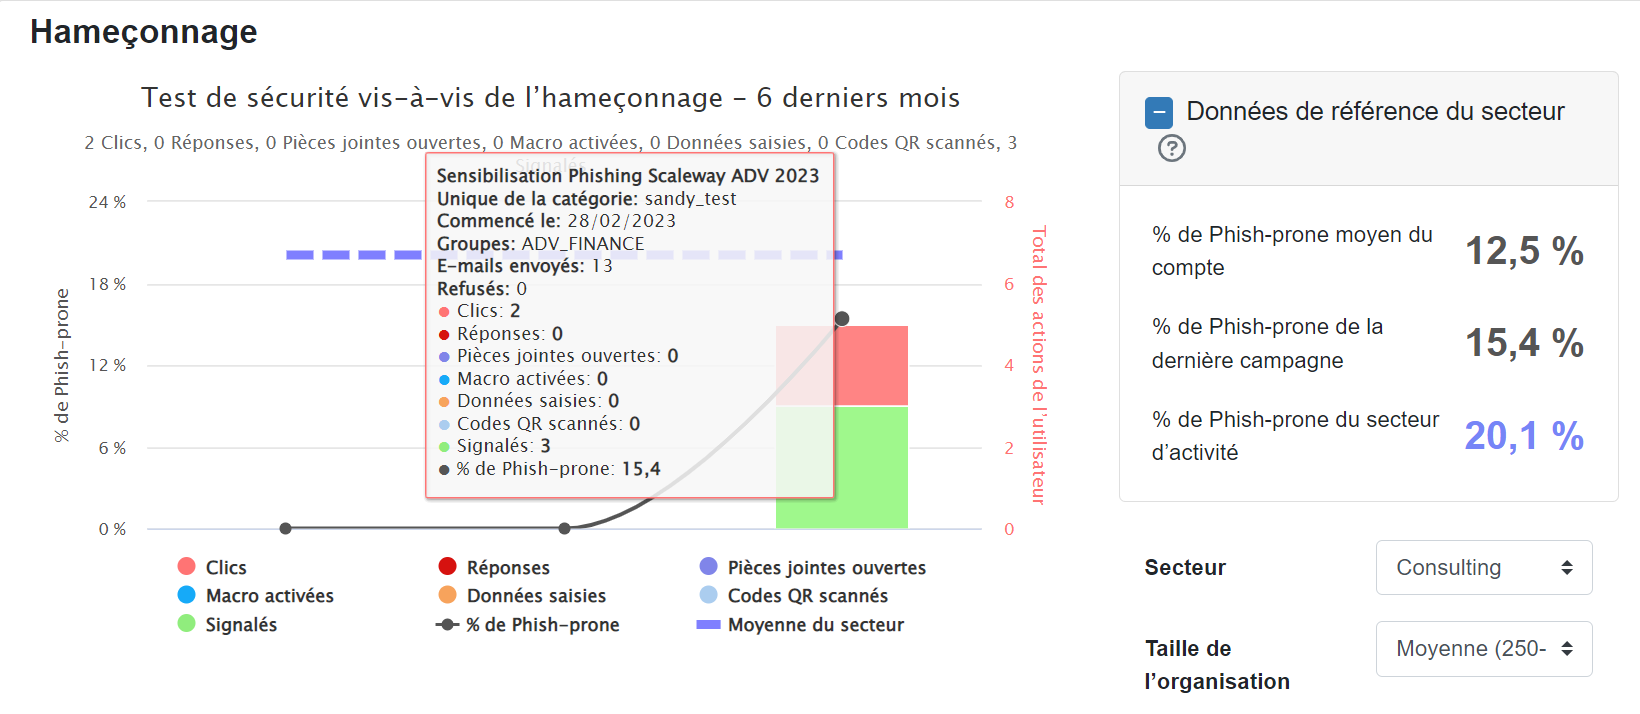 Hameçonnage
Test de sécurité vis-à-vis de l’hameçonnage – 6 derniers mois
2 Clics, 0 Réponses, 0 Pièces jointes ouvertes, 0 Macro activées, 0 Données saisies, 0 Codes QR scannés, 3
Signalés
Sensibilisation Phishing Scaleway ADV 2023
Unique de la catégorie: sandy_test
Commencé le: 28/02/2023
Groupes: ADV_FINANCE
E-mails envoyés: 13
Refusés: 0
Clics: 2
Réponses: 0
Pièces jointes ouvertes: 0
Macro activées: 0
Données saisies: 0
Codes QR scannés: 0
Signalés: 3
% de Phish-prone: 15,4
% de Phish-prone
24 %
18 %
12 %
6 %
0 %
8
6
4
2
0
Total des actions de l’utilisateur
Clics
Réponses
Pièces jointes ouvertes
Macro activées
Données saisies
Codes QR scannés
Signalés
% de Phish-prone
Moyenne du secteur
− Données de référence du secteur
?
% de Phish-prone moyen du
compte
12,5 %
% de Phish-prone de la
dernière campagne
15,4 %
% de Phish-prone du secteur
d’activité
20,1 %
Secteur
Consulting
Taille de
l’organisation
Moyenne (250-